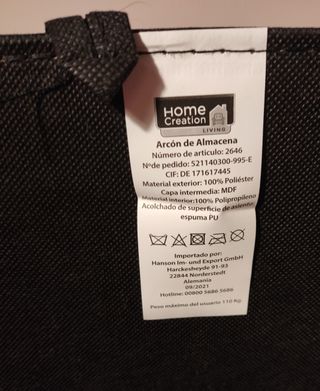 Home
Creation
LIVING
Arcón de Almacena
Número de articulo: 2646
Nºde pedido: 521140300-995-E
CIF: DE 171617445
Material exterior: 100% Poliéster
Capa intermedia: MDF
Material interior:100% Polipropileno
Acolchado de superficie de asiento,
espuma PU
Importado por:
Hanson Im- und Export GmbH
Harckesheyde 91-93
22844 Norderstedt
Alemania
09/2021
Hotline: 00800 5686 5686
Peso máximo del usuario 110 Kg